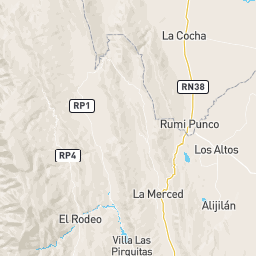 La Cocha
RN38
RP1
Rumi Punco
Los Altos
RP4
La Merced
Alijilán
El Rodeo
Villa Las
Pirquitas